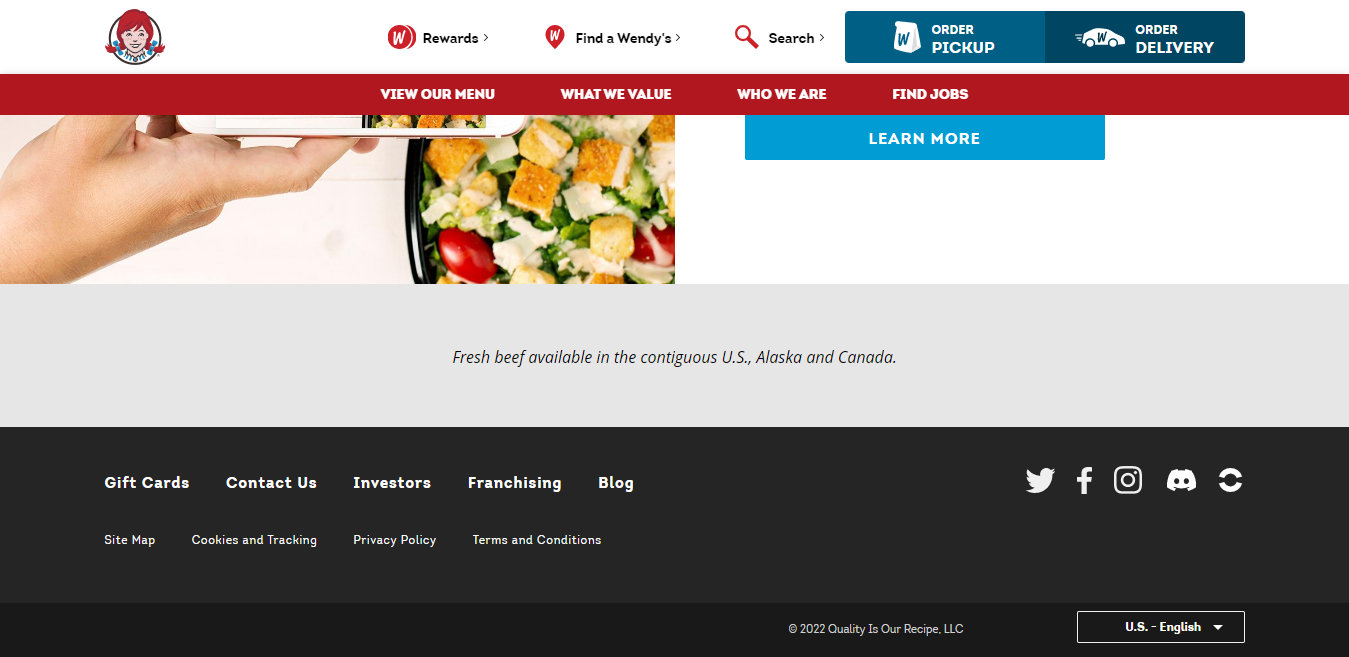 Rewards
Find a Wendy's
Search
ORDER
PICKUP
ORDER
DELIVERY
VIEW OUR MENU
WHAT WE VALUE
WHO WE ARE
FIND JOBS
LEARN MORE
Fresh beef available in the contiguous U.S., Alaska and Canada.
Gift Cards
Contact Us
Investors
Franchising
Blog
Site Map
Cookies and Tracking
Privacy Policy
Terms and Conditions
© 2022 Quality Is Our Recipe, LLC
U.S. - English